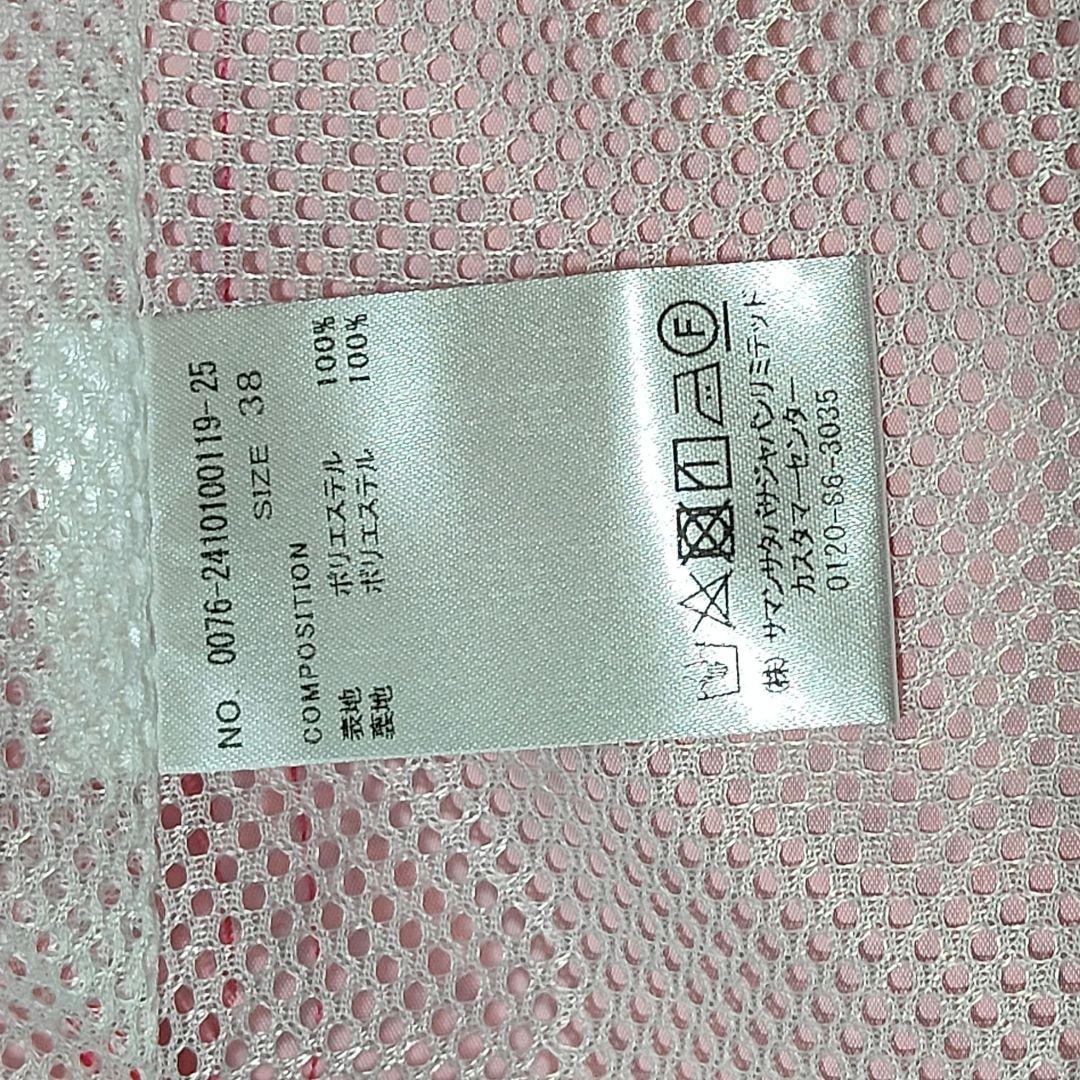 NO. 0076-2410100119-25
SIZE 38
COMPOSITION
表地 ポリエステル 100%
裏地 ポリエステル 100%
F
(株) サマンサタバサジャパンリミテッド
カスタマーセンター
0120-86-3035